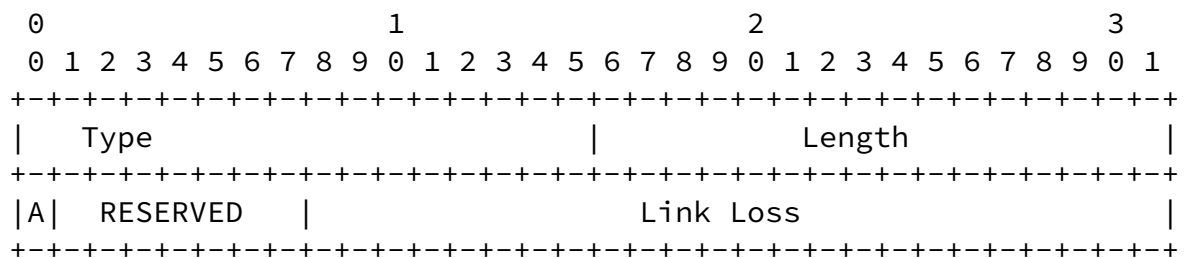 0                   1                   2                   3
 0 1 2 3 4 5 6 7 8 9 0 1 2 3 4 5 6 7 8 9 0 1 2 3 4 5 6 7 8 9 0 1
+-+-+-+-+-+-+-+-+-+-+-+-+-+-+-+-+-+-+-+-+-+-+-+-+-+-+-+-+-+-+-+-+
|   Type                        |           Length              |
+-+-+-+-+-+-+-+-+-+-+-+-+-+-+-+-+-+-+-+-+-+-+-+-+-+-+-+-+-+-+-+-+
|A|  RESERVED   |                  Link Loss                    |
+-+-+-+-+-+-+-+-+-+-+-+-+-+-+-+-+-+-+-+-+-+-+-+-+-+-+-+-+-+-+-+-+